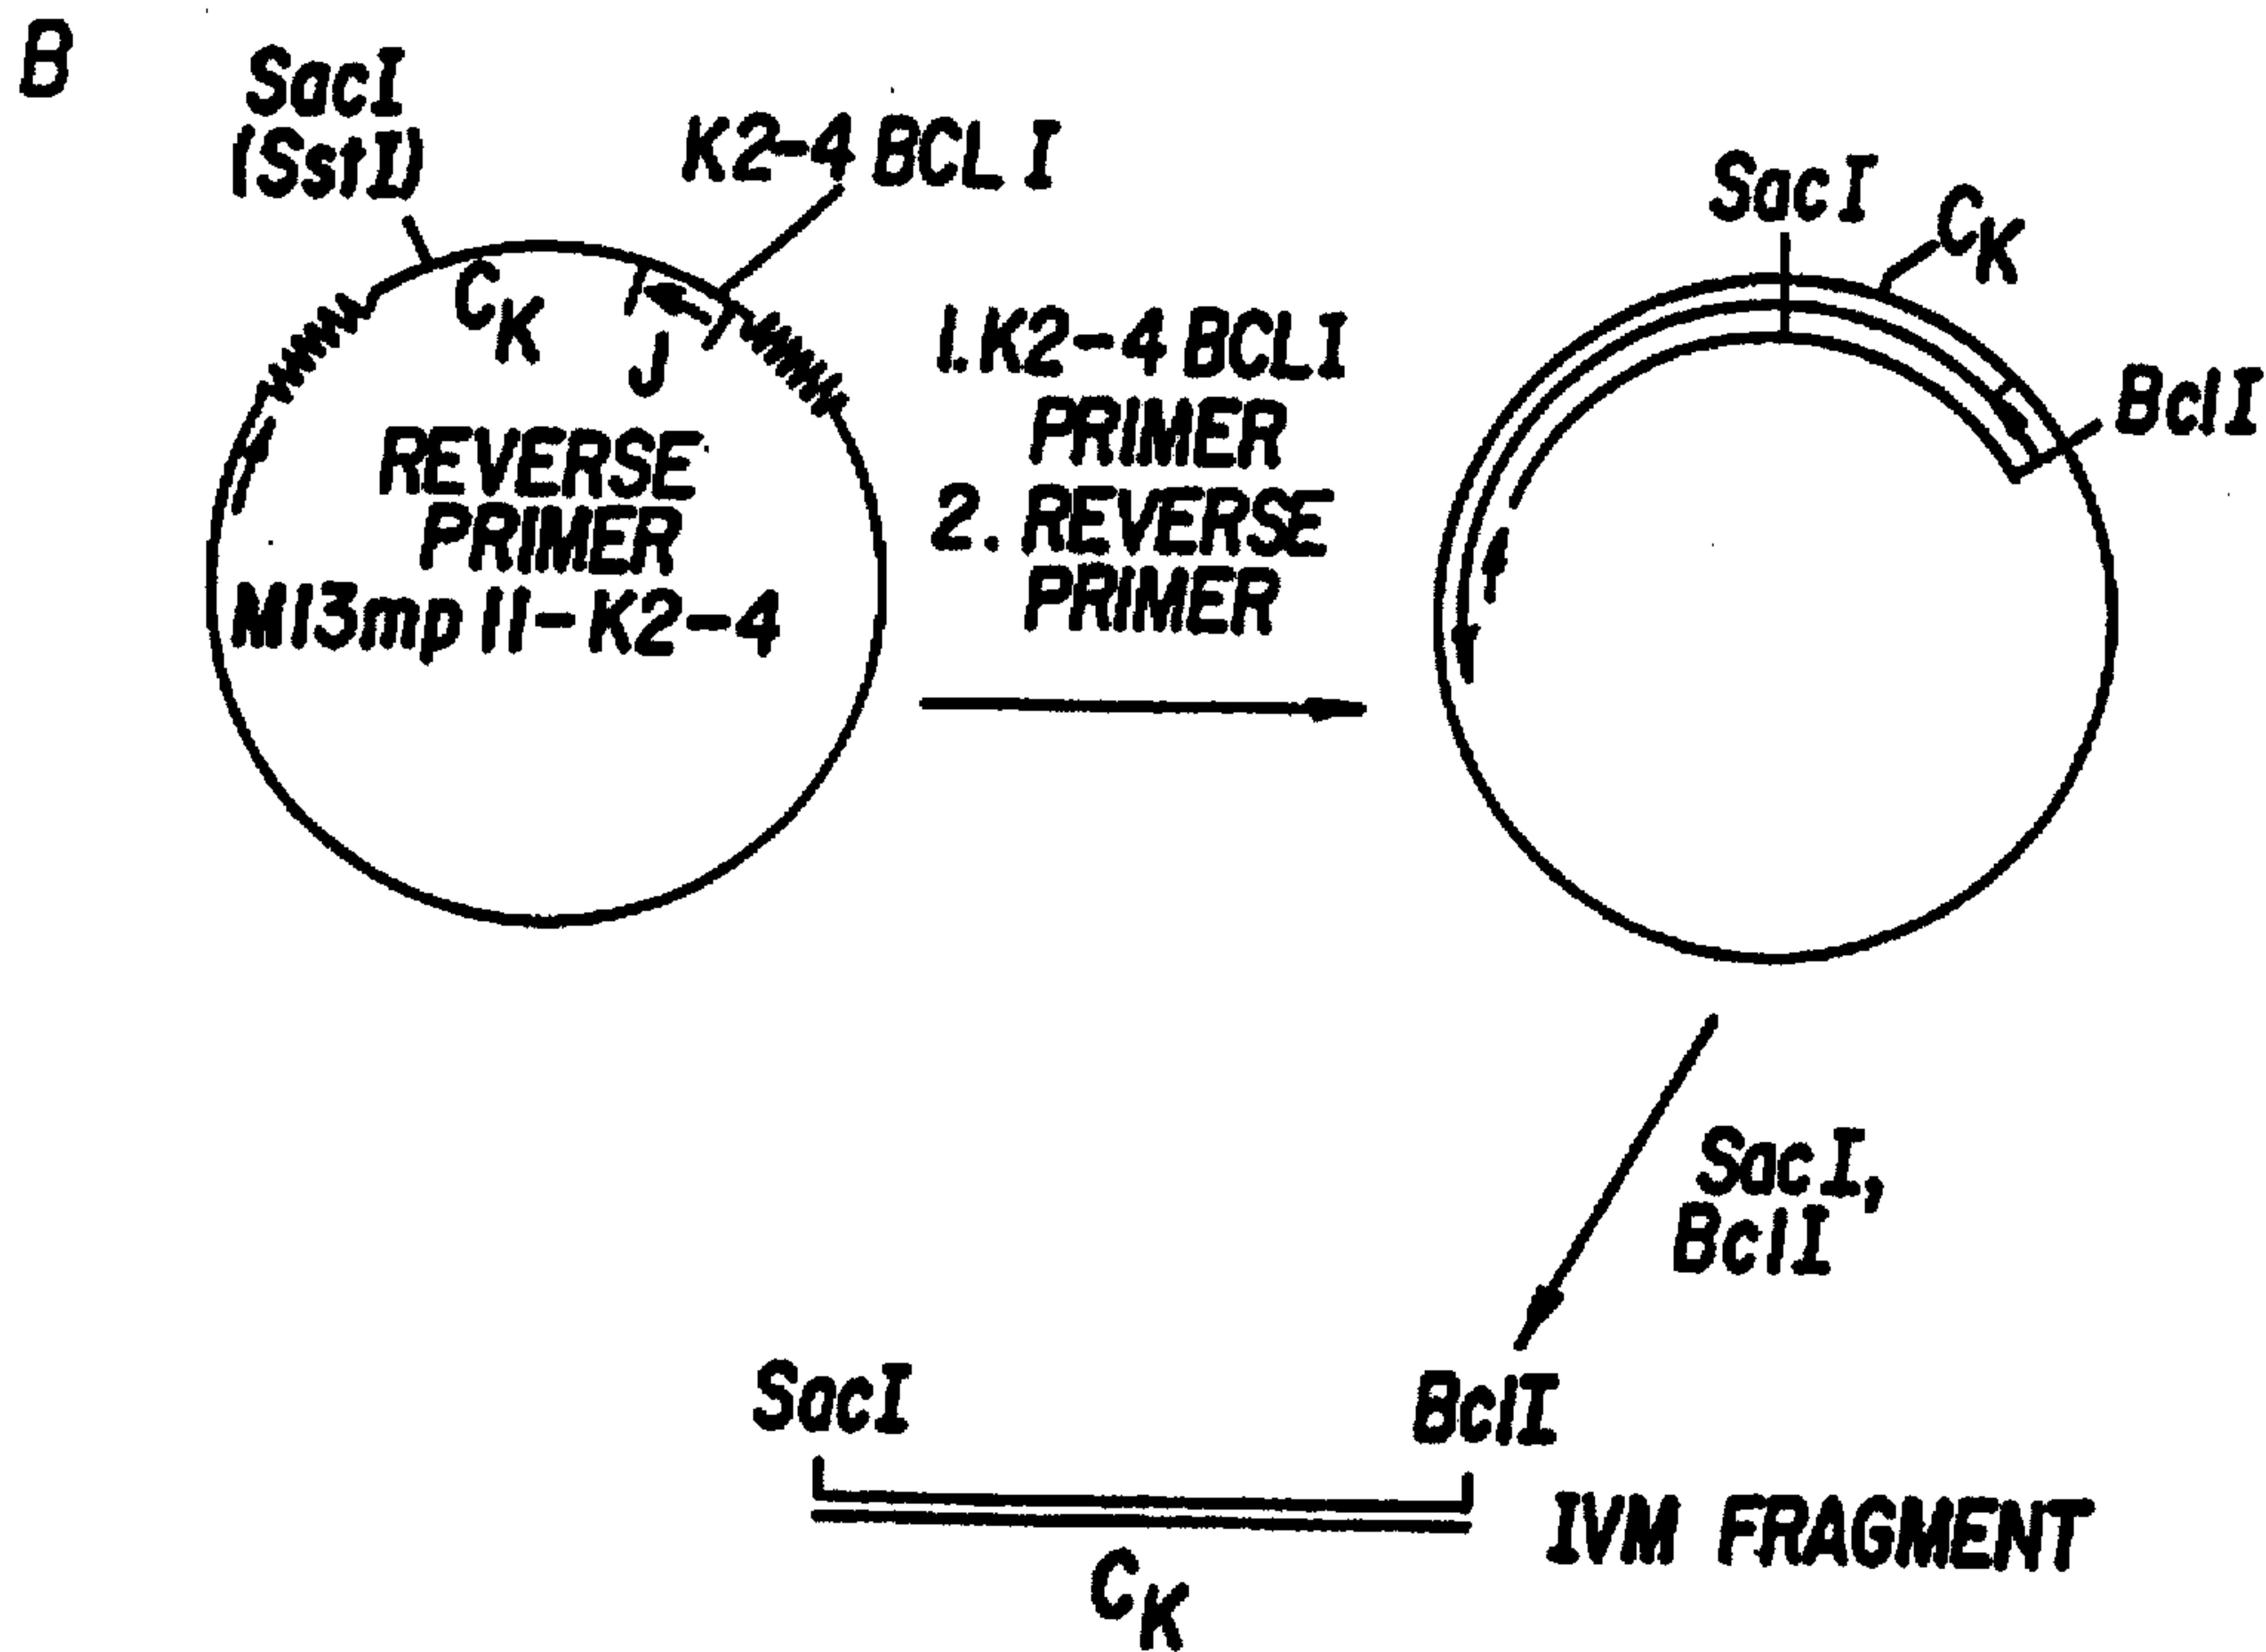 B
SacI
(SstI)
K2-4 BCL I
CK
J
REVERSE
PRIMER
M13mp11-K2-4
1. K2-4 BCLI
PRIMER
2. REVERSE
PRIMER
SacI
CK
BclI
SacI,
BclI
SacI
BclI
IVM FRAGMENT
CK